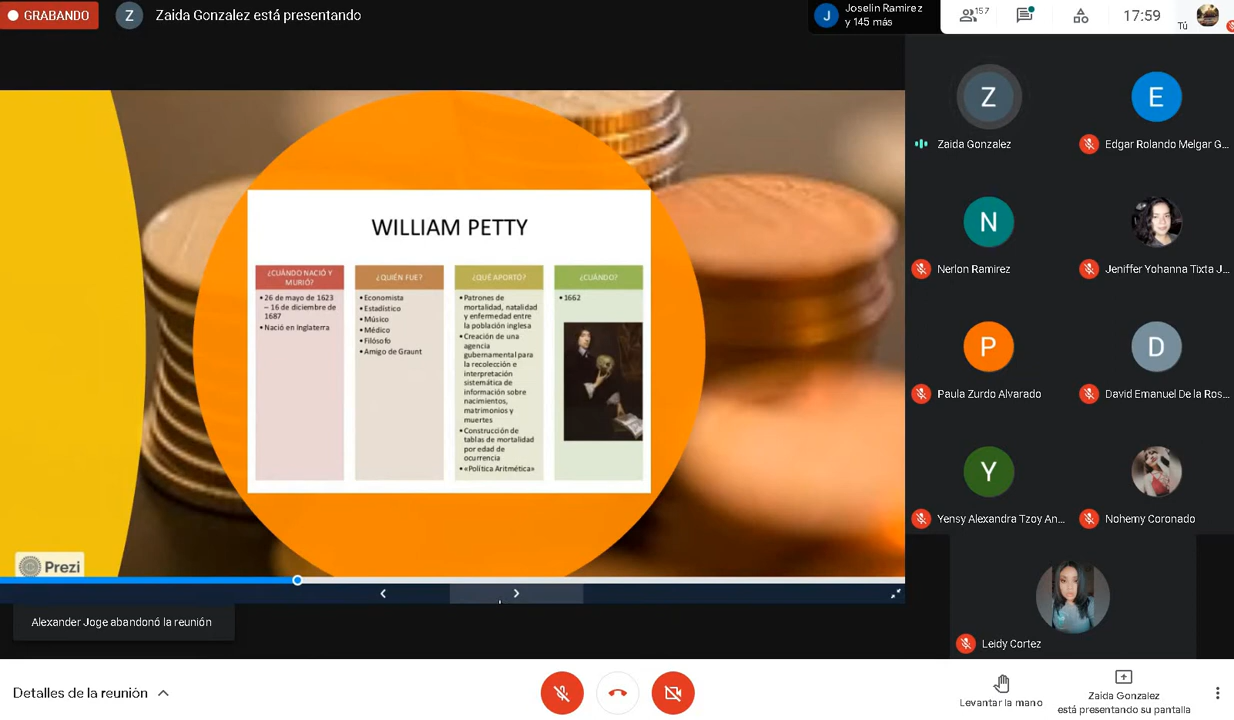 GRABANDO
Z
Zaida Gonzalez está presentando
J
Joselin Ramirez
y 145 más
157
17:59
Tú
WILLIAM PETTY
¿CUÁNDO NACIÓ Y
MURIÓ?
• 26 de mayo de 1623
– 16 de diciembre de
1687
• Nació en Inglaterra
¿QUIÉN FUE?
• Economista
• Estadístico
• Músico
• Médico
• Filósofo
• Amigo de Graunt
¿QUÉ APORTÓ?
• Patrones de
mortalidad, natalidad
y enfermedad entre
la población inglesa
• Creación de una
agencia
gubernamental para
la recolección e
interpretación
sistemática de
información sobre
nacimientos,
matrimonios y
muertes
• Construcción de
tablas de mortalidad
por edad de
ocurrencia
• «Política Aritmética»
¿CUÁNDO?
• 1662
Prezi
Alexander Joge abandonó la reunión
Z
Zaida Gonzalez
E
Edgar Rolando Melgar G...
N
Nerlon Ramirez
Jeniffer Yohanna Tixta J...
P
Paula Zurdo Alvarado
D
David Emanuel De la Ros...
Y
Yensy Alexandra Tzoy An...
Nohemy Coronado
Leidy Cortez
Detalles de la reunión
Levantar la mano
Zaida Gonzalez
está presentando su pantalla